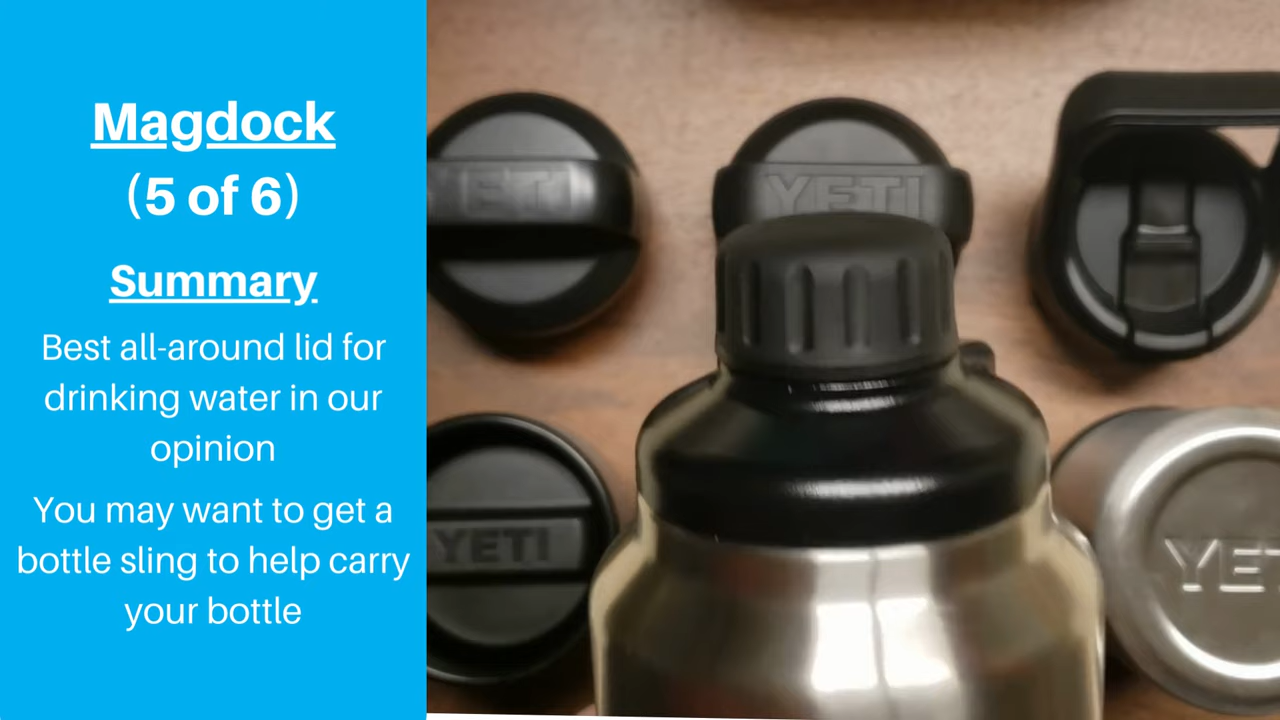 Magdock
(5 of 6)
Summary
Best all-around lid for
drinking water in our
opinion
You may want to get a
bottle sling to help carry
your bottle
YETI
YETI
YETI
YET